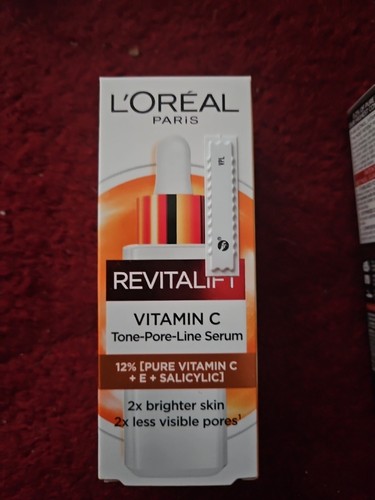 L'ORÉAL
PARiS
YPL
REVITALIFT
VITAMIN C
Tone-Pore-Line Serum
12% [PURE VITAMIN C
+ E + SALICYLIC]
2x brighter skin
2x less visible pores¹